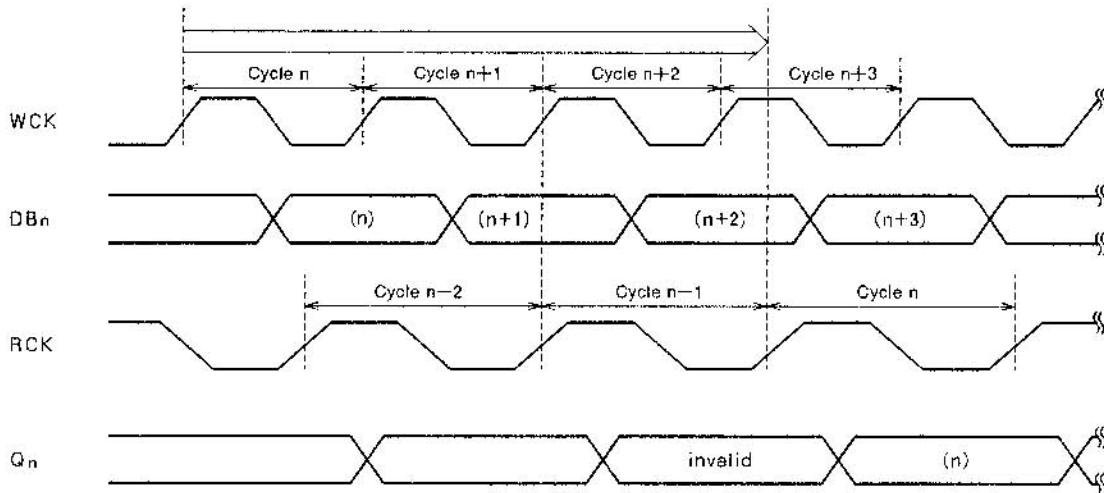 Cycle n Cycle n+1 Cycle n+2 Cycle n+3
WCK
DBn (n) (n+1) (n+2) (n+3)
Cycle n−2 Cycle n−1 Cycle n
RCK
Qn invalid (n)